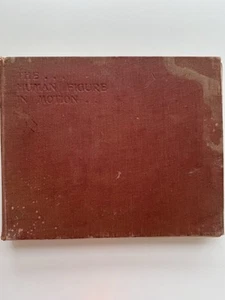 THE....
HUMAN FIGURE
IN MOTION